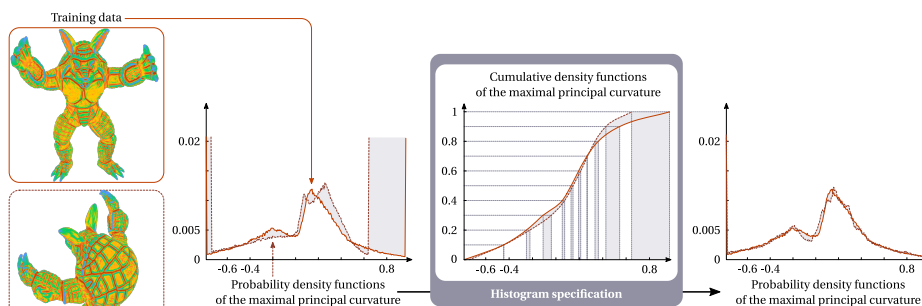 Training data
0.02
0.005
0
-0.6 -0.4
0.8
Probability density functions
of the maximal principal curvature
Cumulative density functions
of the maximal principal curvature
1
0.8
0.6
0.4
0.2
0
-0.6 -0.4
0.8
Histogram specification
0.02
0.005
0
-0.6 -0.4
0.8
Probability density functions
of the maximal principal curvature